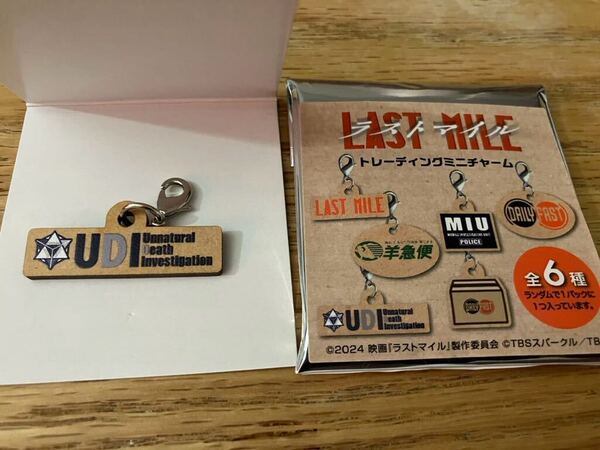 UDI
Unnatural
Death
Investigation
LAST MILE
ラストマイル
トレーディングミニチャーム
LAST MILE
羊急便
MIU
POLICE
DAILY FAST
UDI
Unnatural
Death
Investigation
DAILY FAST
全6種
ランダムで1パックに
1つ入っています。
©2024 映画『ラストマイル』製作委員会 ©TBSスパークル/TB